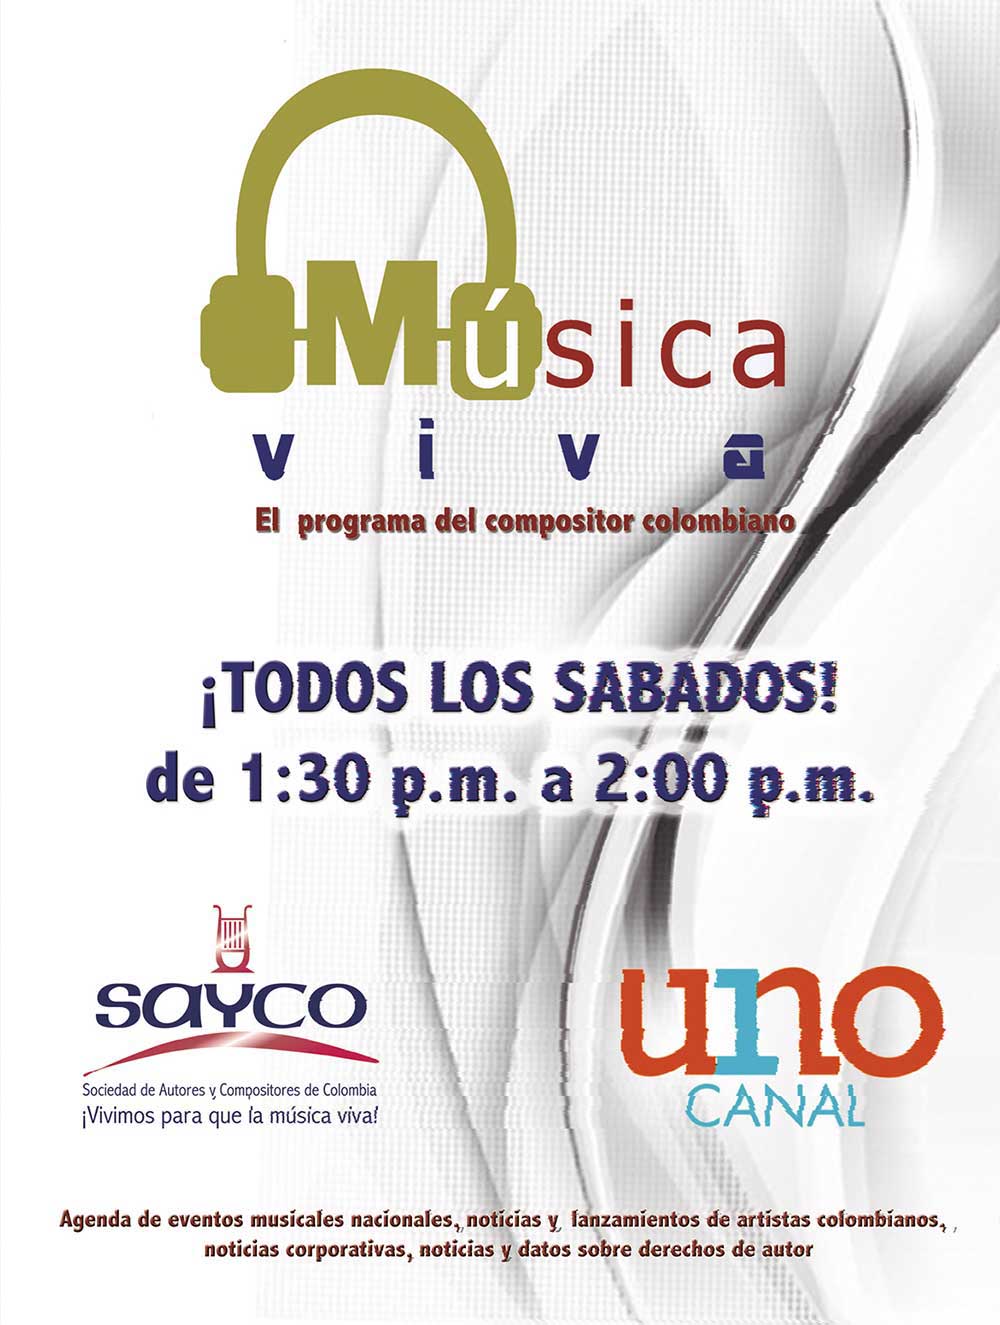 Música
viva
El programa del compositor colombiano
¡TODOS LOS SABADOS!
de 1:30 p.m. a 2:00 p.m.
SAYCO
Sociedad de Autores y Compositores de Colombia
¡Vivimos para que la música viva!
uno
CANAL
Agenda de eventos musicales nacionales, noticias y lanzamientos de artistas colombianos,
noticias corporativas, noticias y datos sobre derechos de autor